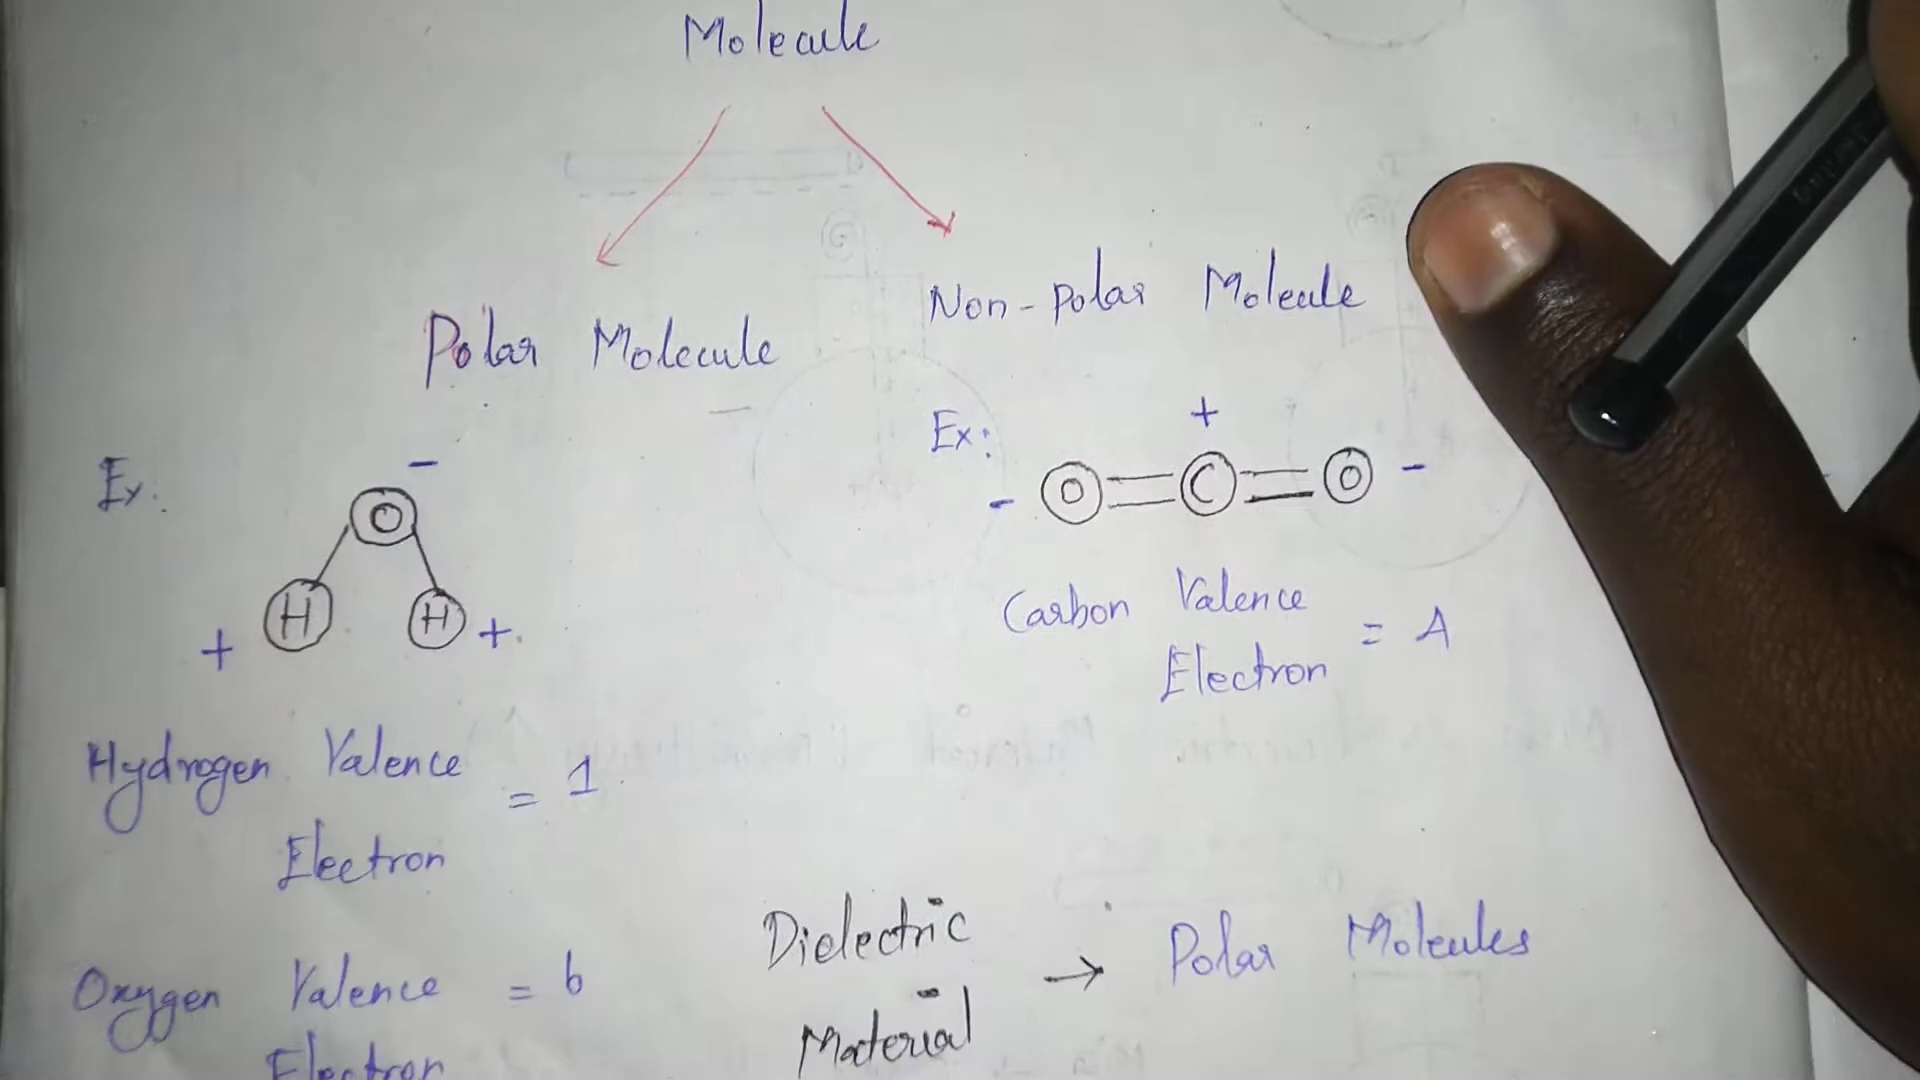 Molecule
Polar Molecule
Non-Polar Molecule
Ex:
-
O
H H
+ +
Ex:
+
- O = C = O -
Carbon Valence
Electron = 4
Hydrogen Valence
Electron = 1
Oxygen Valence = 6
Electron
Dielectric
Material → Polar Molecules